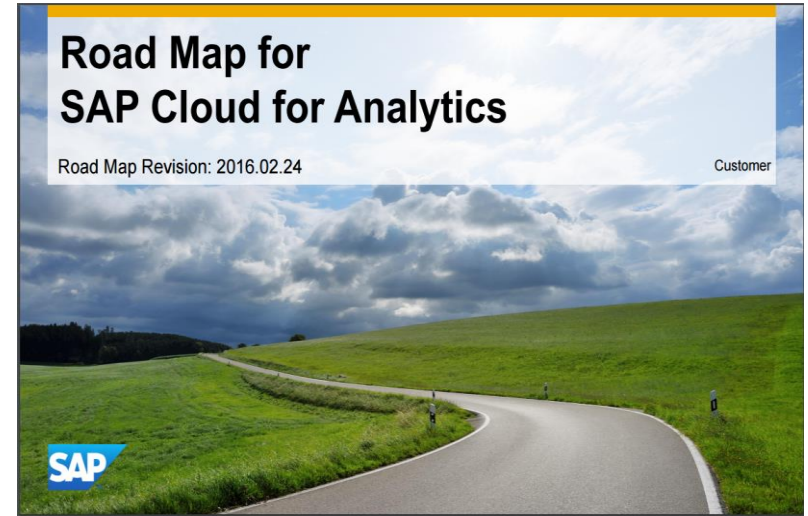 Road Map for
SAP Cloud for Analytics
Road Map Revision: 2016.02.24
Customer
SAP